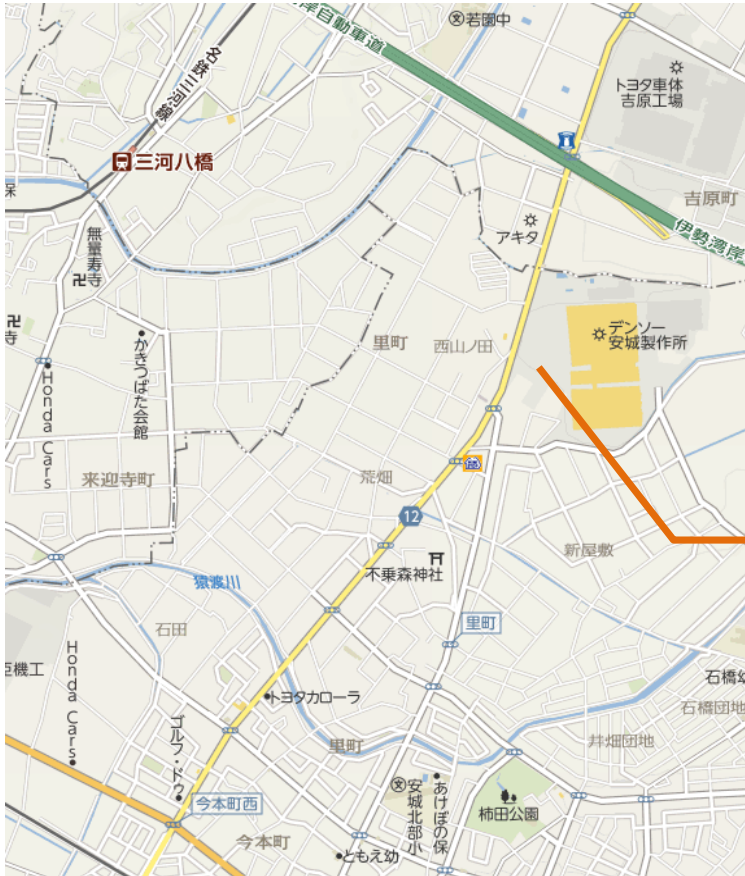 岸自動車道
若園中
名鉄三河線
トヨタ車体
吉原工場
三河八橋
保
吉原町
アキタ
伊勢湾岸
無量寿寺
寺
デンソー
安城製作所
里町
西山ノ田
かきつばた会館
Honda Cars
来迎寺町
荒畑
12
新屋敷
不乗森神社
猿渡川
里町
石田
Honda Cars
臣機工
石橋幼
トヨタカローラ
石橋団地
ゴルフ・ドゥ
里町
井畑団地
あけぼの保
安城北部小
柿田公園
今本町西
今本町
ともえ幼